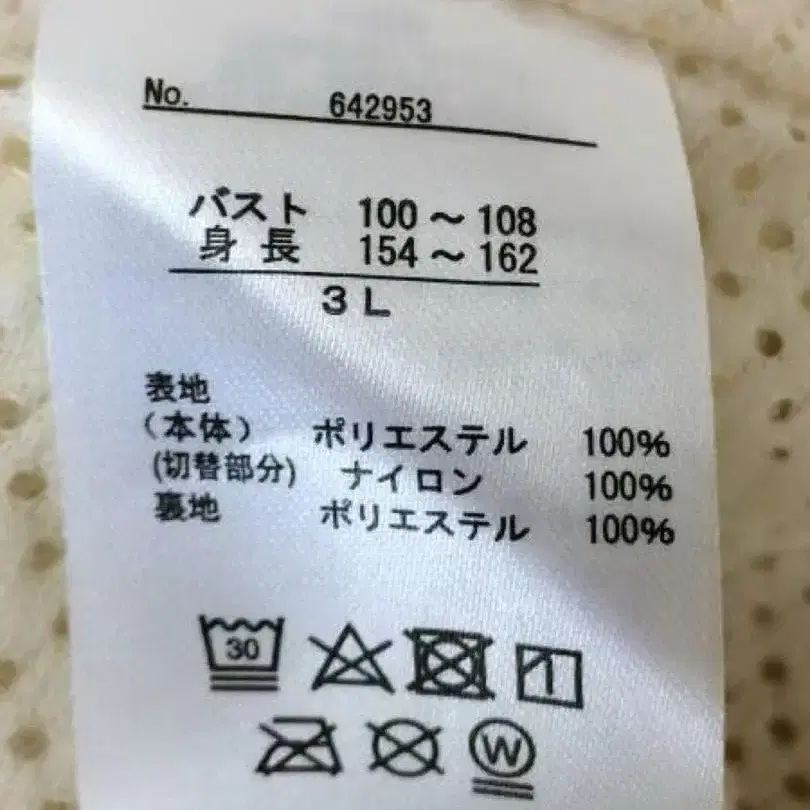 No. 642953
バスト 100～108
身長 154～162
3L
表地
（本体） ポリエステル 100%
(切替部分) ナイロン 100%
裏地 ポリエステル 100%
30
W